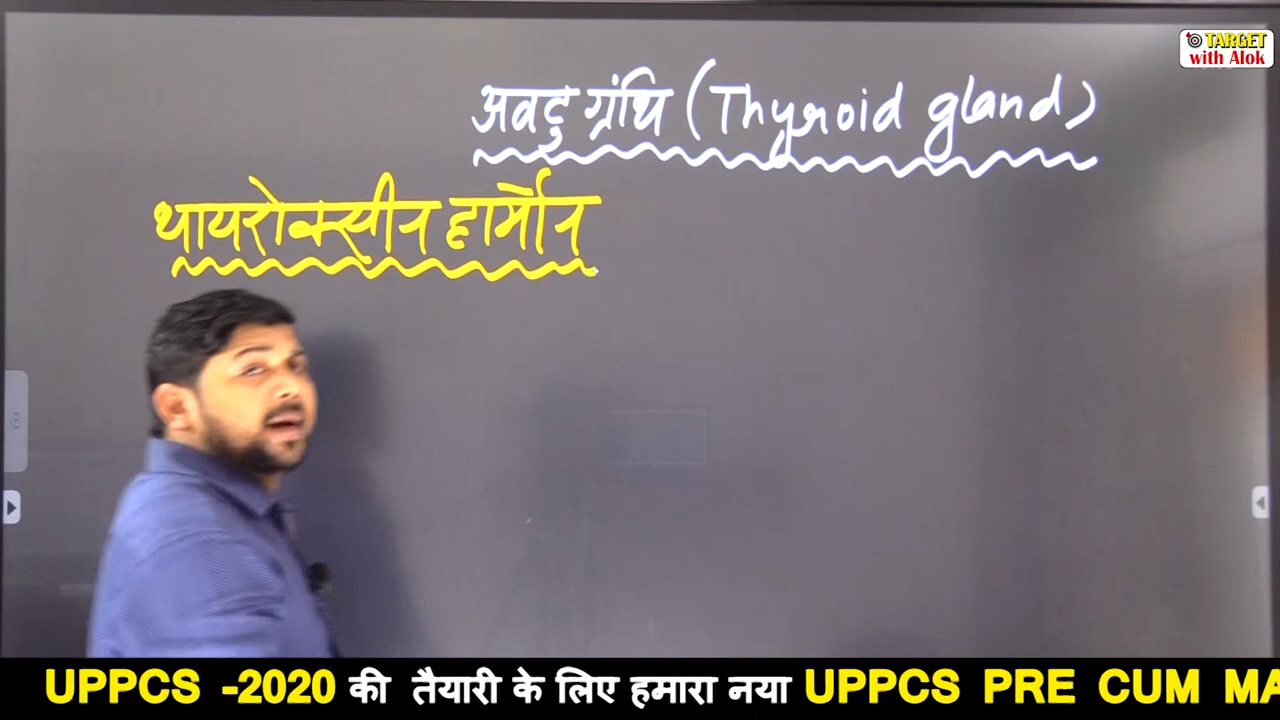 TARGET
with Alok
अवटु ग्रंथि (Thyroid gland)
थायरोक्सीन हार्मोन
UPPCS -2020 की तैयारी के लिए हमारा नया UPPCS PRE CUM MA